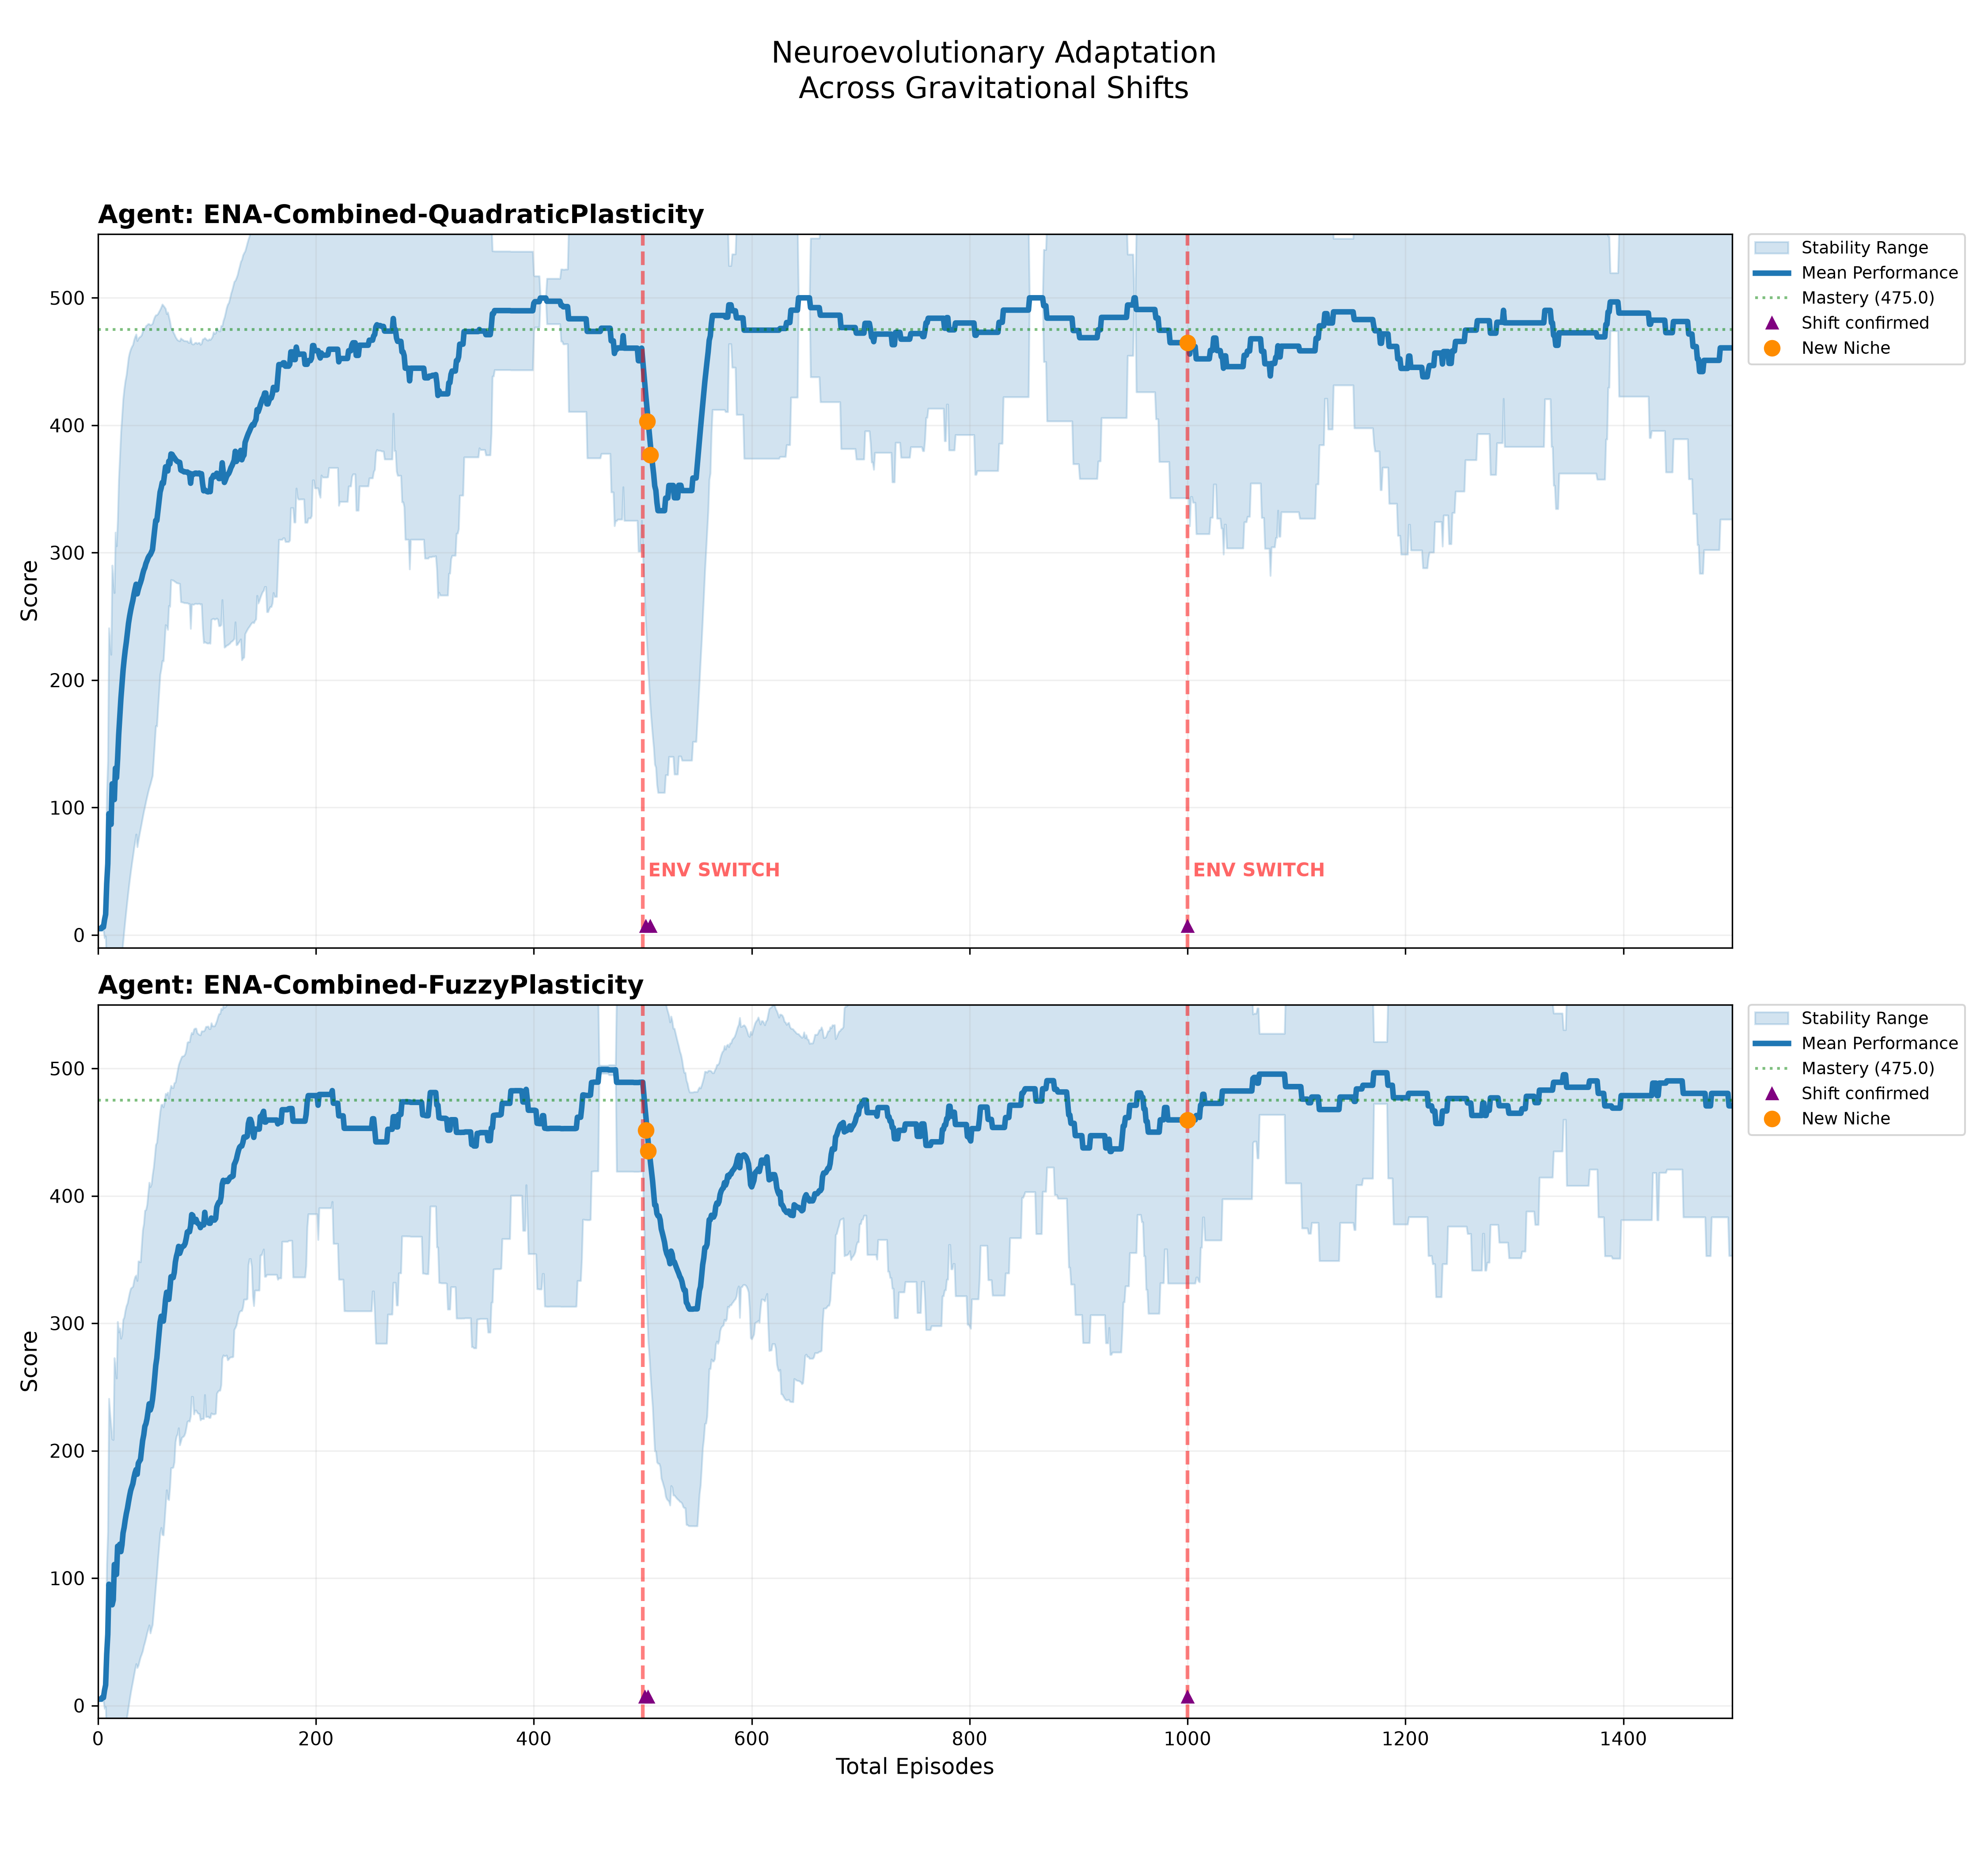 Neuroevolutionary Adaptation
Across Gravitational Shifts
Agent: ENA-Combined-QuadraticPlasticity
Stability Range
Mean Performance
Mastery (475.0)
Shift confirmed
New Niche
500
400
300
200
100
0
Score
ENV SWITCH
ENV SWITCH
Agent: ENA-Combined-FuzzyPlasticity
Stability Range
Mean Performance
Mastery (475.0)
Shift confirmed
New Niche
500
400
300
200
100
0
Score
0
200
400
600
800
1000
1200
1400
Total Episodes